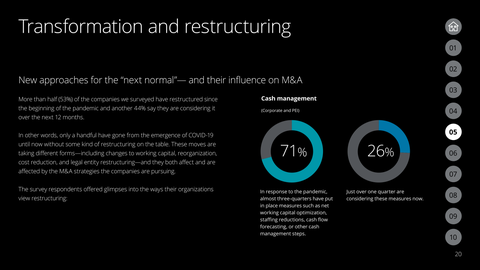 Transformation and restructuring
New approaches for the “next normal”— and their influence on M&A
More than half (53%) of the companies we surveyed have restructured since
the beginning of the pandemic and another 44% say they are considering it
over the next 12 months.
In other words, only a handful have gone from the emergence of COVID-19
until now without some kind of restructuring on the table. These moves are
taking different forms—including changes to working capital, reorganization,
cost reduction, and legal entity restructuring—and they both affect and are
affected by the M&A strategies the companies are pursuing.
The survey respondents offered glimpses into the ways their organizations
view restructuring:
Cash management
(Corporate and PEI)
71%
In response to the pandemic,
almost three-quarters have put
in place measures such as net
working capital optimization,
staffing reductions, cash flow
forecasting, or other cash
management steps.
26%
Just over one quarter are
considering these measures now.
01
02
03
04
05
06
07
08
09
10
20